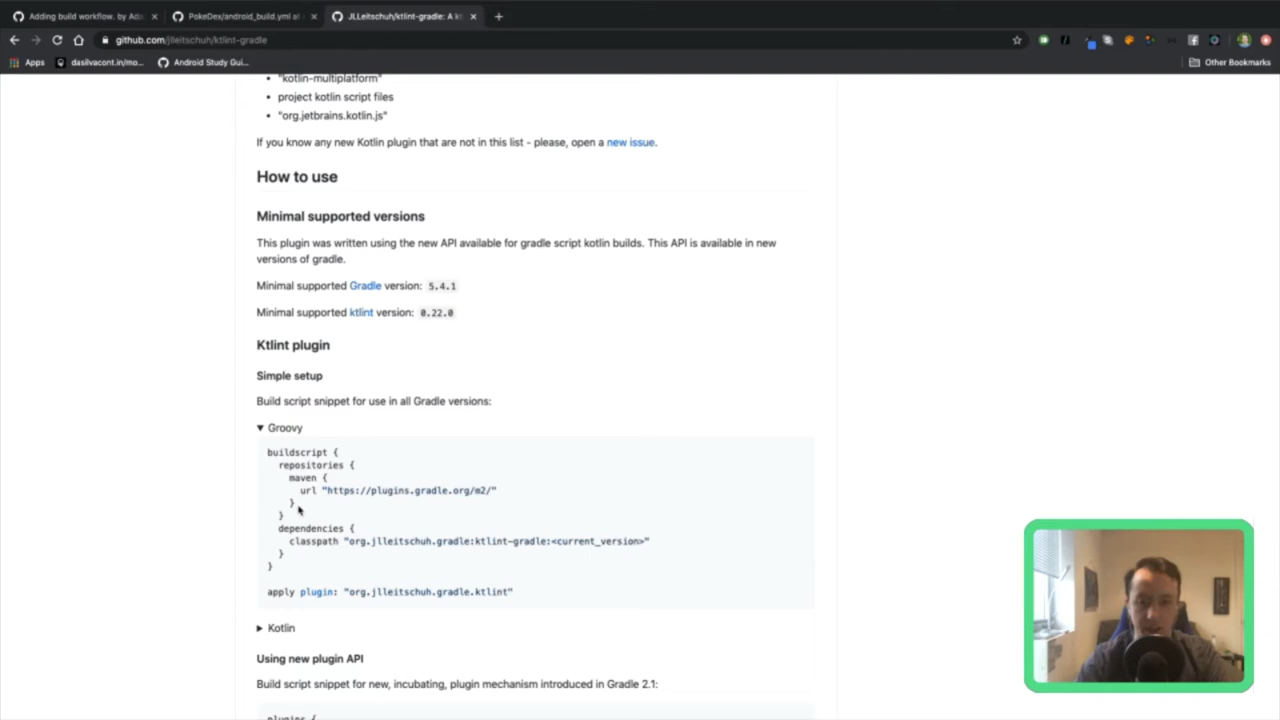 Adding build workflow. by Ada
PokeDex/android_build.yml at
JLLeitschuh/ktlint-gradle: A kt
github.com/jlleitschuh/ktlint-gradle
Apps
dasilvacont.in/mo...
Android Study Gui...
Other Bookmarks
• "kotlin-multiplatform"
• project kotlin script files
• "org.jetbrains.kotlin.js"
If you know any new Kotlin plugin that are not in this list - please, open a new issue.
How to use
Minimal supported versions
This plugin was written using the new API available for gradle script kotlin builds. This API is available in new
versions of gradle.
Minimal supported Gradle version: 5.4.1
Minimal supported ktlint version: 0.22.0
Ktlint plugin
Simple setup
Build script snippet for use in all Gradle versions:
▼ Groovy
buildscript {
repositories {
maven {
url "https://plugins.gradle.org/m2/"
}
}
dependencies {
classpath "org.jlleitschuh.gradle:ktlint-gradle:<current_version>"
}
}
apply plugin: "org.jlleitschuh.gradle.ktlint"
▶ Kotlin
Using new plugin API
Build script snippet for new, incubating, plugin mechanism introduced in Gradle 2.1:
plugins {